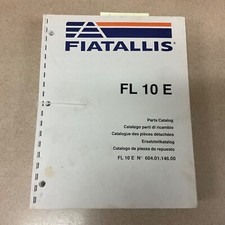 FIATALLIS
FL 10 E
Parts Catalog
Catalogo parti di ricambio
Catalogue des pièces détachées
Ersatzteilkatalog
Catalogo de piezas de repuesto
FL 10 E N° 604.01.146.00